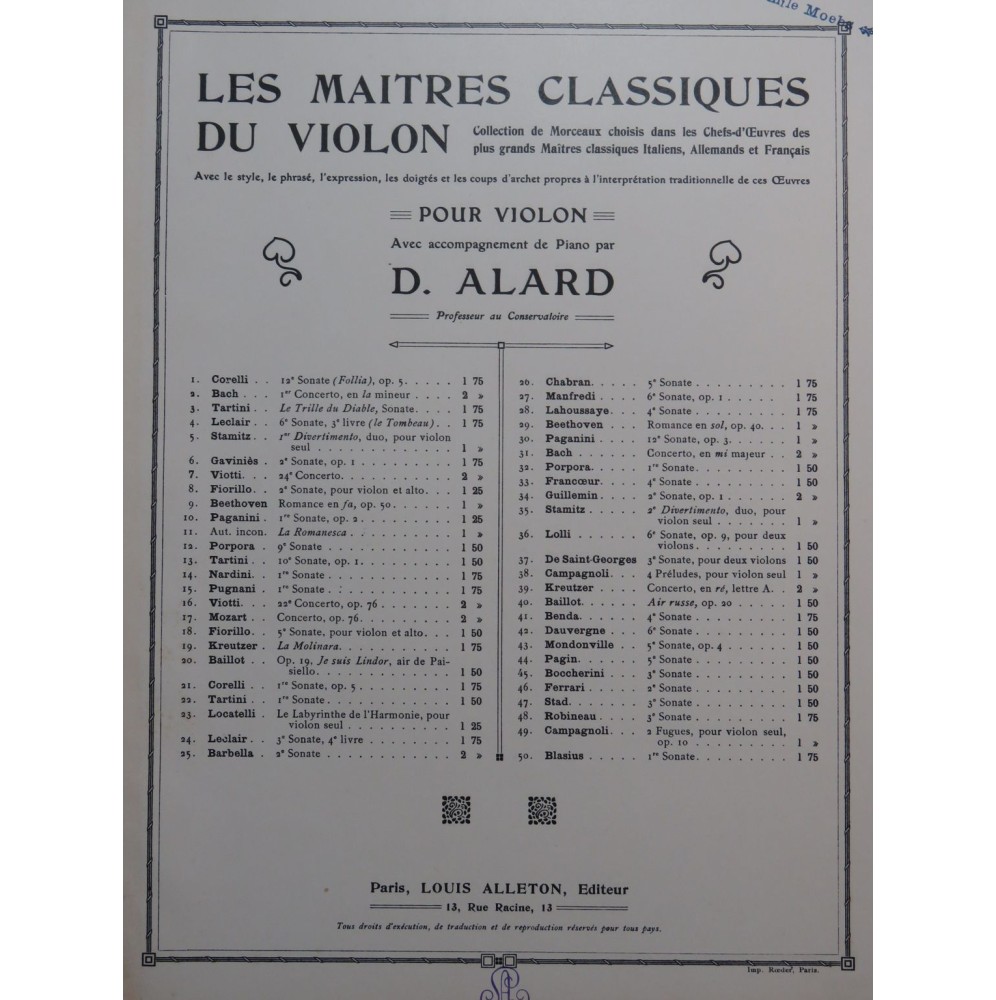 LES MAITRES CLASSIQUES
DU VIOLON
Collection de Morceaux choisis dans les Chefs-d'Œuvres des
plus grands Maîtres classiques Italiens, Allemands et Français
Avec le style, le phrasé, l'expression, les doigtés et les coups d'archet propres à l'interprétation traditionnelle de ces Œuvres
POUR VIOLON
Avec accompagnement de Piano par
D. ALARD
Professeur au Conservatoire
1. Corelli . . 12e Sonate (Follia), op. 5. . . . . 1 75
2. Bach . . . 1er Concerto, en la mineur . . . . 2 »
3. Tartini . . . Le Trille du Diable, Sonate. . . . 1 75
4. Leclair . . 6e Sonate, 3e livre (le Tombeau) . . 1 75
5. Stamitz . . 1er Divertimento, duo, pour violon
seul . . . . . . . . . . . . . . . 1 »
6. Gaviniès . 2e Sonate, op. 1 . . . . . . . . . 1 75
7. Viotti. . . 24e Concerto. . . . . . . . . . . 2 »
8. Fiorillo. . 2e Sonate, pour violon et alto. . . 1 25
9. Beethoven Romance en fa, op. 50. . . . . . 1 »
10. Paganini . 1re Sonate, op. 2 . . . . . . . . . 1 25
11. Aut. incon. La Romanesca . . . . . . . . . . 1 »
12. Porpora . 9e Sonate . . . . . . . . . . . . 1 50
13. Tartini . . 10e Sonate, op. 1. . . . . . . . . 1 50
14. Nardini. . 1re Sonate . . . . . . . . . . . . 1 75
15. Pugnani . 1re Sonate . . . . . . . . . . . . 1 75
16. Viotti. . . 22e Concerto, op. 76 . . . . . . . 2 »
17. Mozart . . Concerto, op. 76. . . . . . . . . 2 »
18. Fiorillo. . 5e Sonate, pour violon et alto. . . 1 50
19. Kreutzer . La Molinara. . . . . . . . . . . 1 75
20. Baillot . . Op. 19, Je suis Lindor, air de Pai-
siello. . . . . . . . . . . . . . 1 50
21. Corelli . . 1re Sonate, op. 5 . . . . . . . . . 1 75
22. Tartini . . 1re Sonate . . . . . . . . . . . . 1 50
23. Locatelli . Le Labyrinthe de l'Harmonie, pour
violon seul . . . . . . . . . . . 1 25
24. Leclair . . 3e Sonate, 4e livre . . . . . . . . 1 75
25. Barbella . 2e Sonate . . . . . . . . . . . . 2 »
26. Chabran. . . . . 5e Sonate . . . . . . . . . 1 75
27. Manfredi . . . . 6e Sonate, op. 1 . . . . . . 1 75
28. Lahoussaye. . . 4e Sonate . . . . . . . . . 1 75
29. Beethoven . . . Romance en sol, op. 40. . . 1 »
30. Paganini . . . . 12e Sonate, op. 3. . . . . . 1 »
31. Bach . . . . . . Concerto, en mi majeur . . 2 »
32. Porpora. . . . . 1re Sonate. . . . . . . . . 1 50
33. Francœur. . . . 4e Sonate . . . . . . . . . 1 50
34. Guillemin . . . 2e Sonate, op. 1 . . . . . . 2 »
35. Stamitz . . . . . 2e Divertimento, duo, pour
violon seul . . . . . . . . 1 »
36. Lolli . . . . . . 6e Sonate, op. 9, pour deux
violons. . . . . . . . . . 1 50
37. De Saint-Georges 3e Sonate, pour deux violons 1 50
38. Campagnoli. . . 4 Préludes, pour violon seul 1 »
39. Kreutzer . . . . Concerto, en ré, lettre A. . 2 »
40. Baillot. . . . . . Air russe, op. 20 . . . . . 1 50
41. Benda. . . . . . 4e Sonate . . . . . . . . . 1 75
42. Dauvergne . . . 6e Sonate . . . . . . . . . 1 50
43. Mondonville . . 5e Sonate, op. 4 . . . . . . 1 50
44. Pagin. . . . . . 5e Sonate . . . . . . . . . 1 50
45. Boccherini . . . 3e Sonate . . . . . . . . . 1 50
46. Ferrari . . . . . 2e Sonate . . . . . . . . . 1 50
47. Stad. . . . . . . 3e Sonate . . . . . . . . . 1 50
48. Robineau . . . . 3e Sonate . . . . . . . . . 1 75
49. Campagnoli. . . 2 Fugues, pour violon seul,
op. 10 . . . . . . . . . . 1 »
50. Blasius . . . . . 1re Sonate. . . . . . . . . 1 75
Paris, LOUIS ALLETON, Editeur
13, Rue Racine, 13
Tous droits d'exécution, de traduction et de reproduction réservés pour tous pays.
Imp. Rœder, Paris.